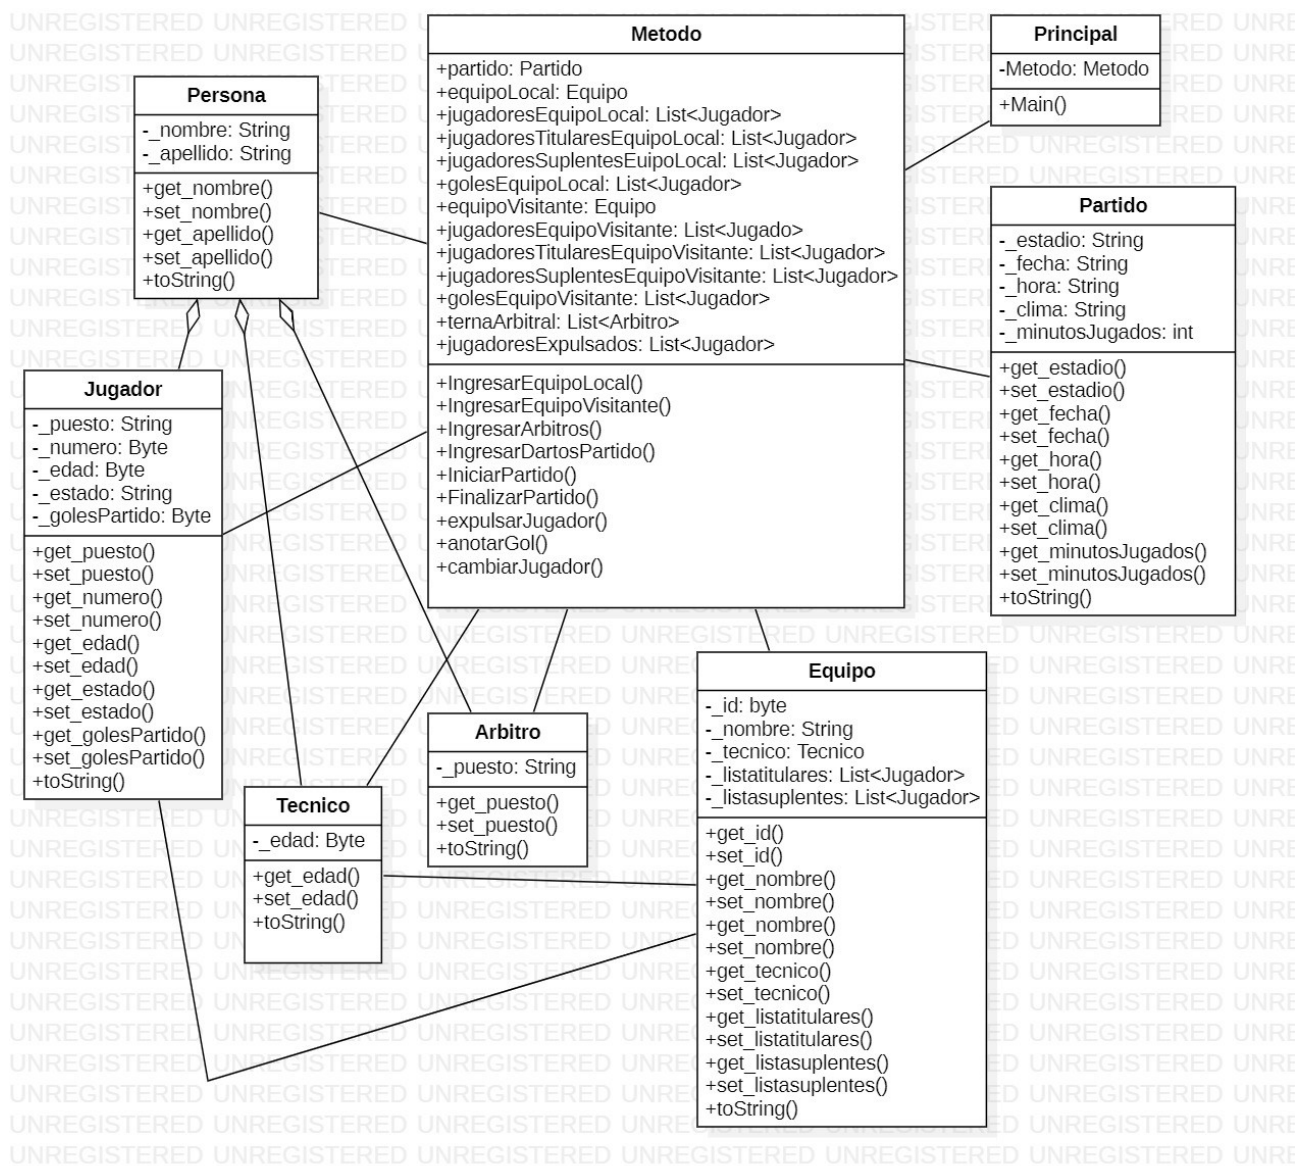 Persona
-_nombre: String
-_apellido: String
+get_nombre()
+set_nombre()
+get_apellido()
+set_apellido()
+toString()
Metodo
+partido: Partido
+equipoLocal: Equipo
+jugadoresEquipoLocal: List<Jugador>
+jugadoresTitularesEquipoLocal: List<Jugador>
+jugadoresSuplentesEuipoLocal: List<Jugador>
+golesEquipoLocal: List<Jugador>
+equipoVisitante: Equipo
+jugadoresEquipoVisitante: List<Jugado>
+jugadoresTitularesEquipoVisitante: List<Jugador>
+jugadoresSuplentesEquipoVisitante: List<Jugador>
+golesEquipoVisitante: List<Jugador>
+ternaArbitral: List<Arbitro>
+jugadoresExpulsados: List<Jugador>
+IngresarEquipoLocal()
+IngresarEquipoVisitante()
+IngresarArbitros()
+IngresarDartosPartido()
+IniciarPartido()
+FinalizarPartido()
+expulsarJugador()
+anotarGol()
+cambiarJugador()
Principal
-Metodo: Metodo
+Main()
Partido
-_estadio: String
-_fecha: String
-_hora: String
-_clima: String
-_minutosJugados: int
+get_estadio()
+set_estadio()
+get_fecha()
+set_fecha()
+get_hora()
+set_hora()
+get_clima()
+set_clima()
+get_minutosJugados()
+set_minutosJugados()
+toString()
Jugador
-_puesto: String
-_numero: Byte
-_edad: Byte
-_estado: String
-_golesPartido: Byte
+get_puesto()
+set_puesto()
+get_numero()
+set_numero()
+get_edad()
+set_edad()
+get_estado()
+set_estado()
+get_golesPartido()
+set_golesPartido()
+toString()
Tecnico
-_edad: Byte
+get_edad()
+set_edad()
+toString()
Arbitro
-_puesto: String
+get_puesto()
+set_puesto()
+toString()
Equipo
-_id: byte
-_nombre: String
-_tecnico: Tecnico
-_listatitulares: List<Jugador>
-_listasuplentes: List<Jugador>
+get_id()
+set_id()
+get_nombre()
+set_nombre()
+get_nombre()
+set_nombre()
+get_tecnico()
+set_tecnico()
+get_listatitulares()
+set_listatitulares()
+get_listasuplentes()
+set_listasuplentes()
+toString()
UNREGISTERED